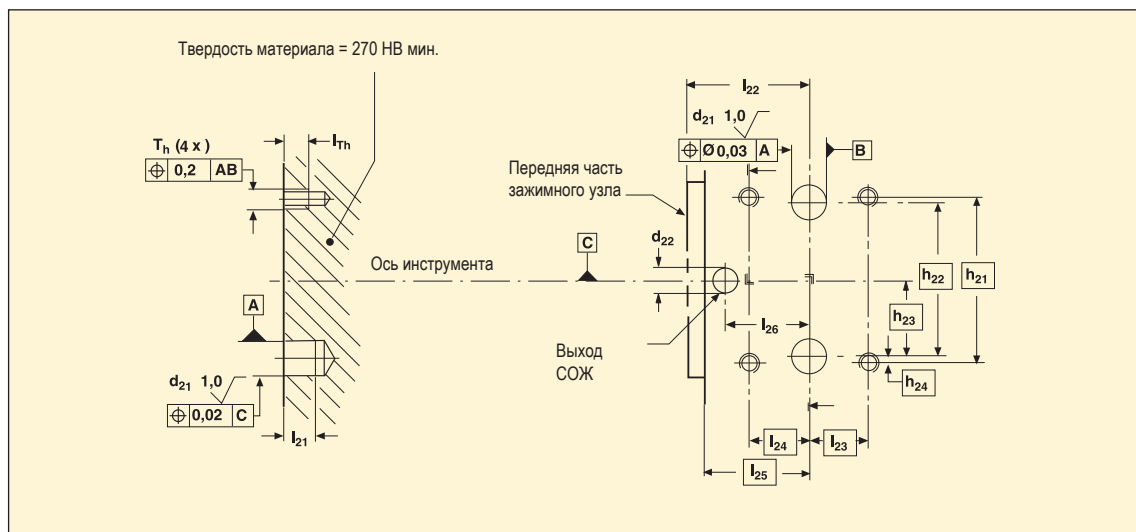 Твердость материала = 270 НВ мин.
T_h (4 x)
l_Th
0,2 AB
Ось инструмента
A
d_21 1,0
0,02 C
l_21
l_22
d_21 1,0
Ø 0,03 A
B
Передняя часть
зажимного узла
d_22
C
h_22
h_21
h_23
l_26
Выход
СОЖ
h_24
l_24
l_23
l_25